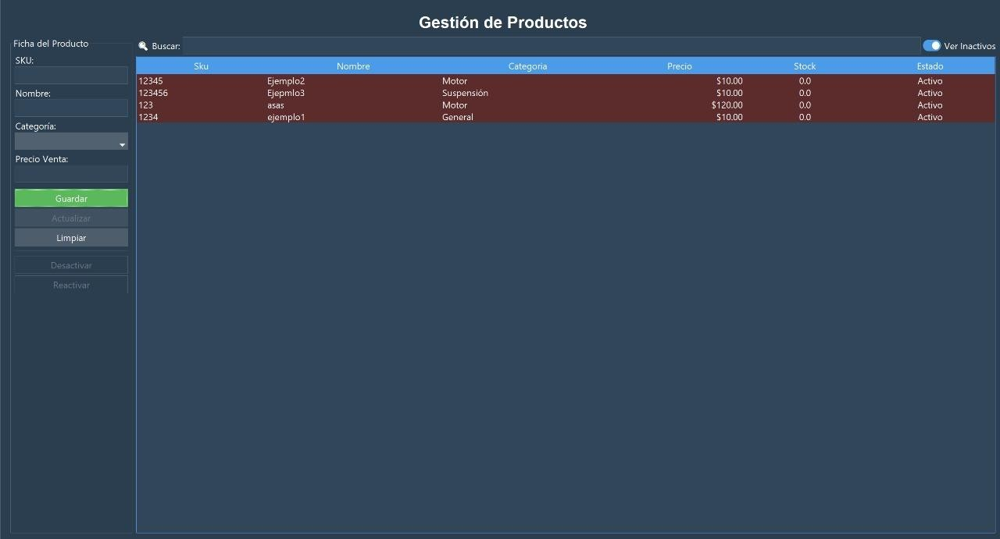 Gestión de Productos
Ficha del Producto
SKU:
Nombre:
Categoría:
Precio Venta:
Guardar
Actualizar
Limpiar
Desactivar
Reactivar
Buscar: Ver Inactivos
Sku Nombre Categoria Precio Stock Estado
12345 Ejemplo2 Motor $10.00 0.0 Activo
123456 Ejepmlo3 Suspensión $10.00 0.0 Activo
123 asas Motor $120.00 0.0 Activo
1234 ejemplo1 General $10.00 0.0 Activo